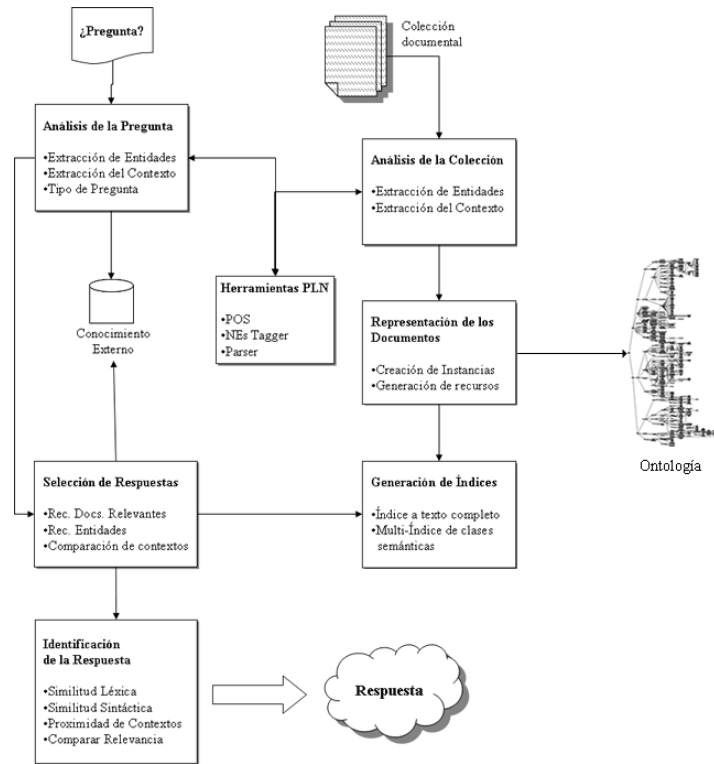 ¿Pregunta?
Colección
documental
Análisis de la Pregunta
•Extracción de Entidades
•Extracción del Contexto
•Tipo de Pregunta
Análisis de la Colección
•Extracción de Entidades
•Extracción del Contexto
Herramientas PLN
•POS
•NEs Tagger
•Parser
Conocimiento
Externo
Representación de los
Documentos
•Creación de Instancias
•Generación de recursos
Ontología
Selección de Respuestas
•Rec. Docs. Relevantes
•Rec. Entidades
•Comparación de contextos
Generación de Índices
•Índice a texto completo
•Multi-Índice de clases
semánticas
Identificación
de la Respuesta
•Similitud Léxica
•Similitud Sintáctica
•Proximidad de Contextos
•Comparar Relevancia
Respuesta